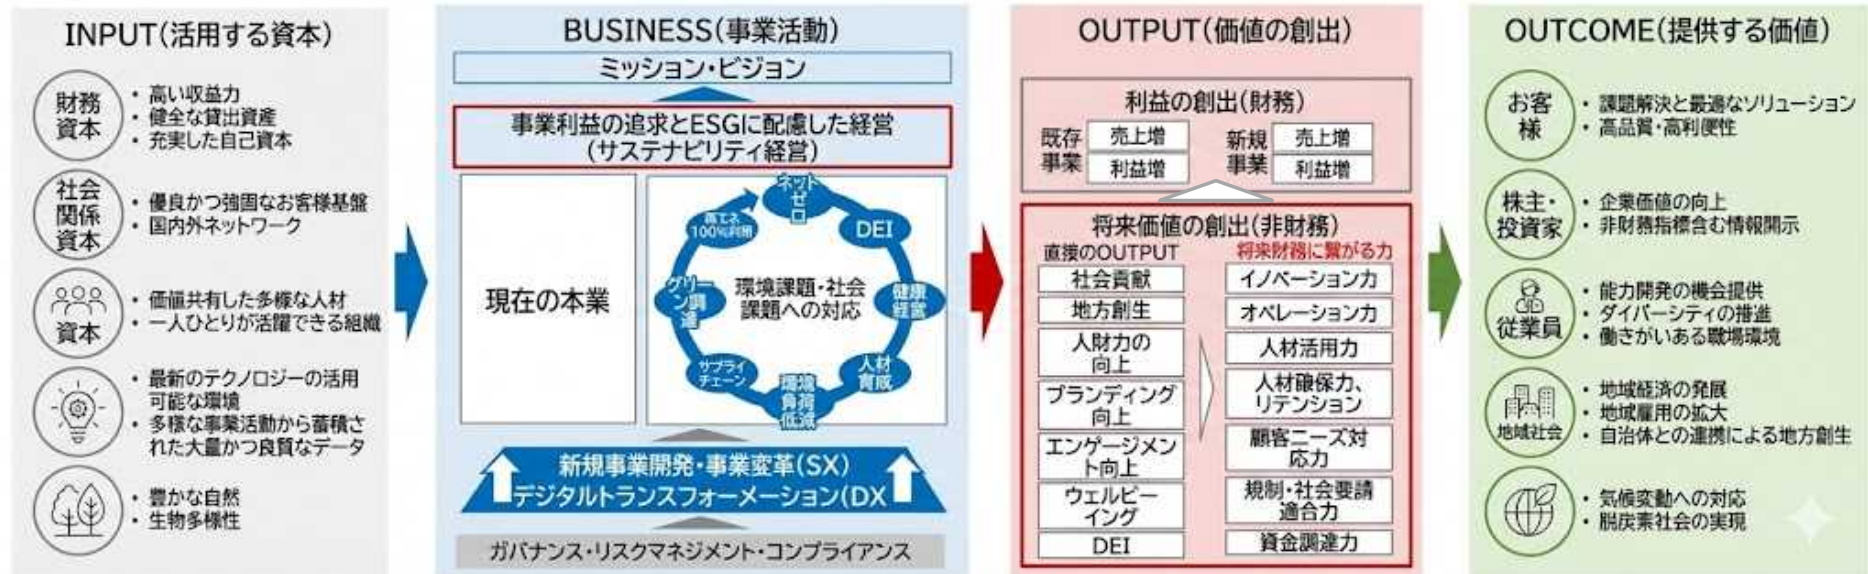 INPUT(活用する資本)
財務
資本
・高い収益力
・健全な貸出資産
・充実した自己資本
社会
関係
資本
・優良かつ強固なお客様基盤
・国内外ネットワーク
資本
・価値共有した多様な人材
・一人ひとりが活躍できる組織
・最新のテクノロジーの活用
可能な環境
・多様な事業活動から蓄積さ
れた大量かつ良質なデータ
・豊かな自然
・生物多様性
BUSINESS(事業活動)
ミッション・ビジョン
事業利益の追求とESGに配慮した経営
(サステナビリティ経営)
現在の本業
ネット
ゼ
ロ
DEI
健康
経営
人材
育成
環境
負荷
低減
サプライ
チェーン
グリー
ン調
達
100%利用
環境課題・社会
課題への対応
新規事業開発・事業変革(SX)
デジタルトランスフォーメーション(DX
ガバナンス・リスクマネジメント・コンプライアンス
OUTPUT(価値の創出)
利益の創出(財務)
既存
事業
売上増
利益増
新規
事業
売上増
利益増
将来価値の創出(非財務)
直接のOUTPUT
社会貢献
地方創生
人財力の
向上
ブランディング
向上
エンゲージメン
ト向上
ウェルビー
イング
DEI
将来財務に繋がる力
イノベーション力
オペレーション力
人材活用力
人材確保力、
リテンション
顧客ニーズ対
応力
規制・社会要請
適合力
資金調達力
OUTCOME(提供する価値)
お客
様
・課題解決と最適なソリューション
・高品質・高利便性
株主・
投資家
・企業価値の向上
・非財務指標含む情報開示
従業員
・能力開発の機会提供
・ダイバーシティの推進
・働きがいある職場環境
地域社会
・地域経済の発展
・地域雇用の拡大
・自治体との連携による地方創生
・気候変動への対応
・脱炭素社会の実現